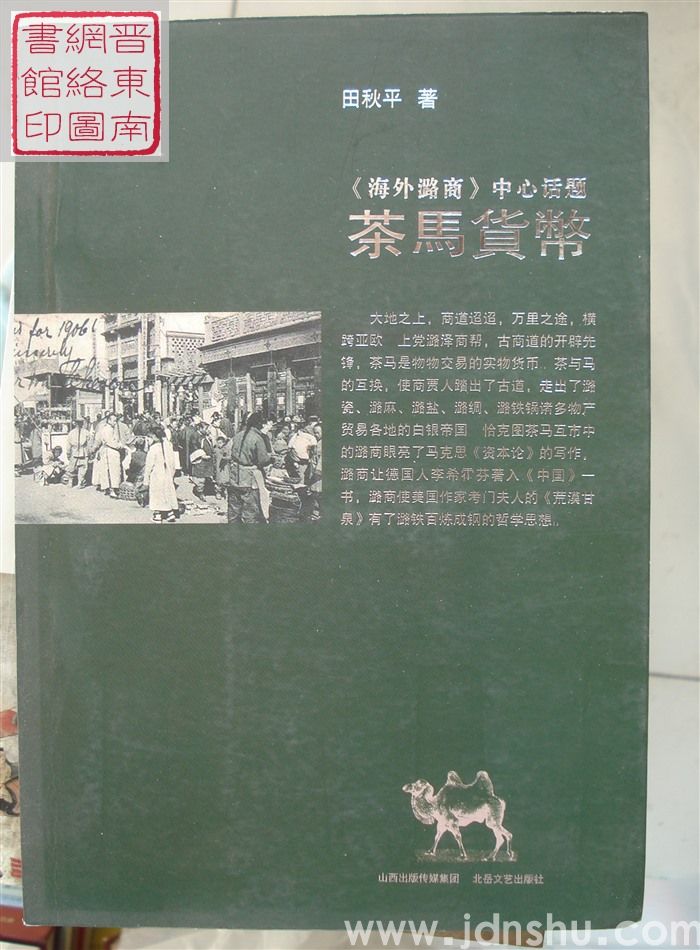 晋东南
網絡圖
書館印
田秋平 著
《海外潞商》中心话题
茶馬貨幣
大地之上，商道迢迢，万里之途，横
跨亚欧 上党潞泽商帮，古商道的开辟先
锋，茶马是物物交易的实物货币 茶与马
的互换，使商贾人踏出了古道，走出了潞
瓷、潞麻、潞盐、潞绸、潞铁锅诸多物产
贸易各地的白银帝国 恰克图茶马互市中
的潞商眼亮了马克思《资本论》的写作，
潞商让德国人李希霍芬著入《中国》一
书，潞商使美国作家考门夫人的《荒漠甘
泉》有了潞铁百炼成钢的哲学思想。
for 1906
山西出版传媒集团 北岳文艺出版社
www.jdnshu.com